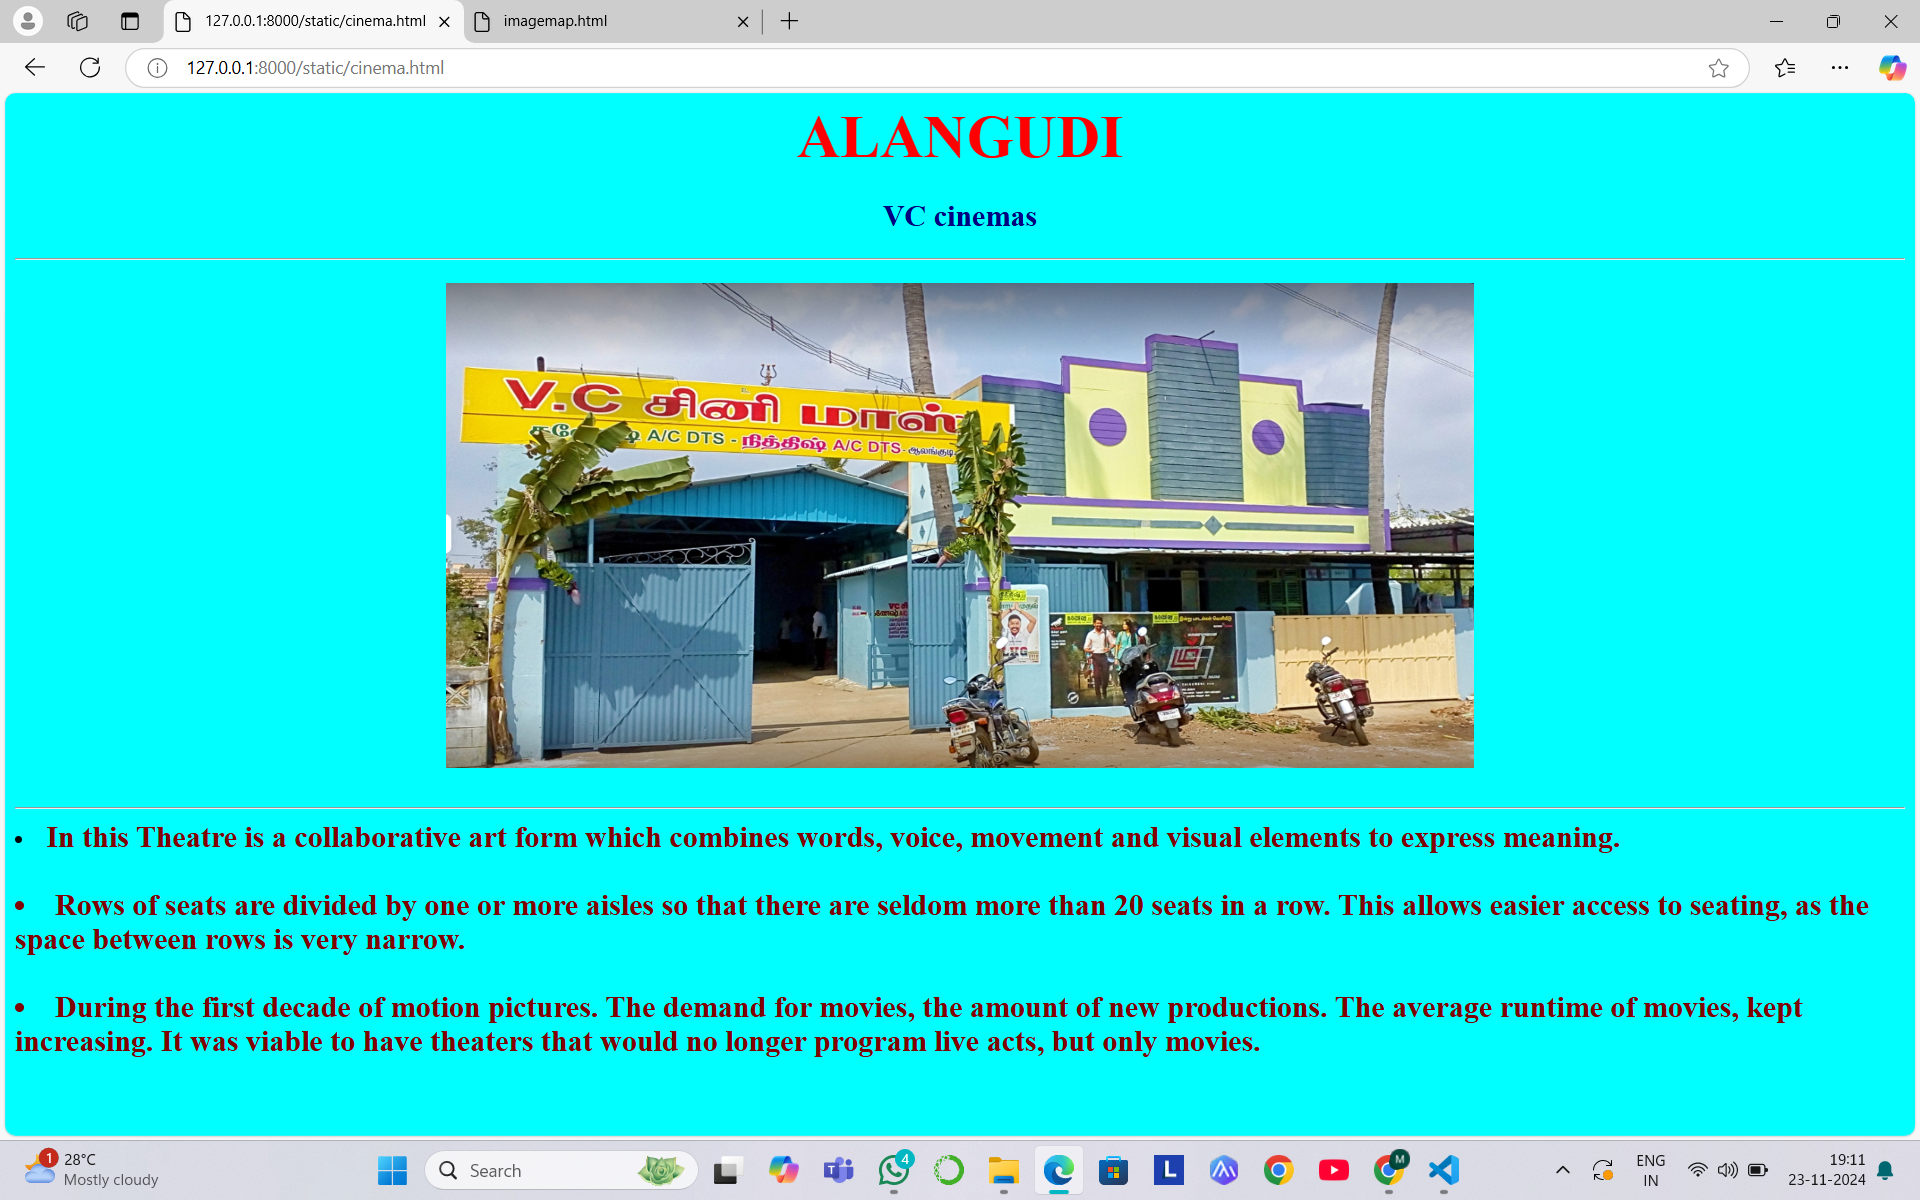 127.0.0.1:8000/static/cinema.html
imagemap.html
127.0.0.1:8000/static/cinema.html
ALANGUDI
VC cinemas
V.C சினி மாஸ்
A/C DTS - நித்திஷ் A/C DTS - ஆலங்குடி
In this Theatre is a collaborative art form which combines words, voice, movement and visual elements to express meaning.
Rows of seats are divided by one or more aisles so that there are seldom more than 20 seats in a row. This allows easier access to seating, as the
space between rows is very narrow.
During the first decade of motion pictures. The demand for movies, the amount of new productions. The average runtime of movies, kept
increasing. It was viable to have theaters that would no longer program live acts, but only movies.
1
28°C
Mostly cloudy
Search
4
L
M
ENG
IN
19:11
23-11-2024